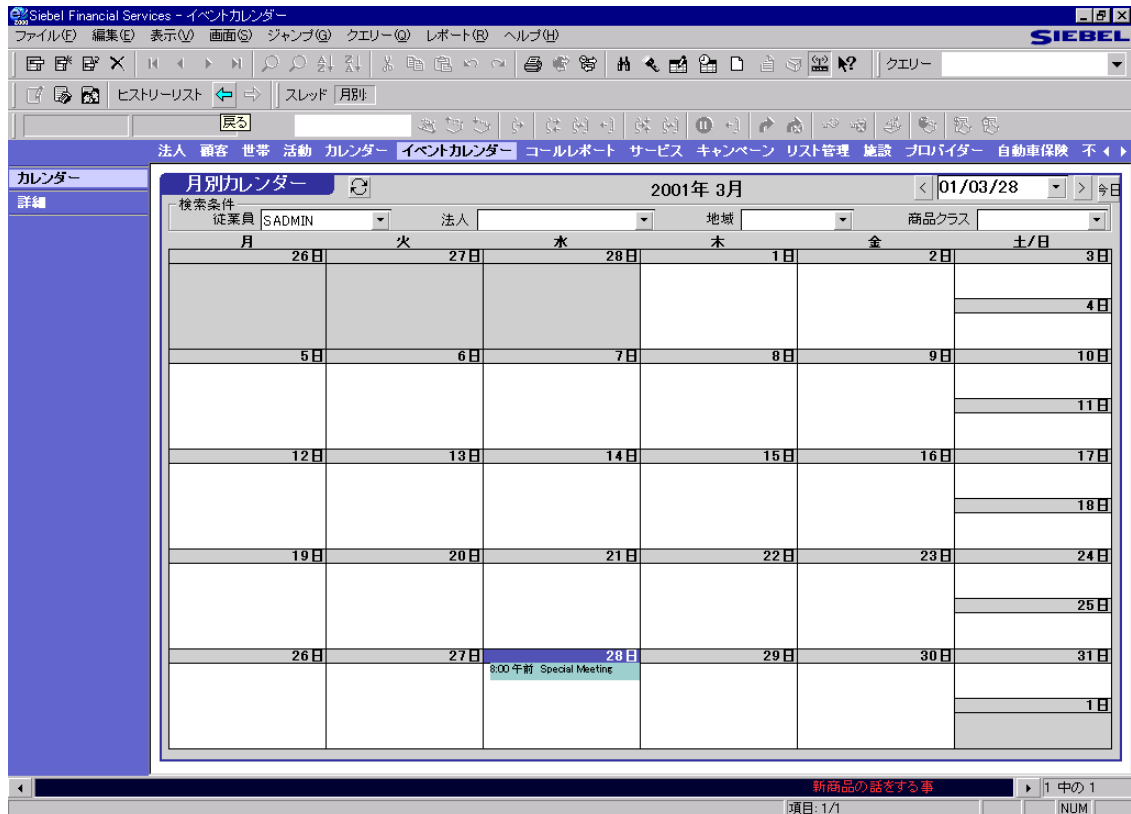 Siebel Financial Services - イベントカレンダー
ファイル(F) 編集(E) 表示(V) 画面(S) ジャンプ(G) クエリー(Q) レポート(R) ヘルプ(H)
SIEBEL
クエリー
ヒストリーリスト スレッド 月別:
戻る
法人 顧客 世帯 活動 カレンダー イベントカレンダー コールレポート サービス キャンペーン リスト管理 施設 プロバイダー 自動車保険 不
カレンダー
詳細
月別カレンダー 2001年 3月 01/03/28 今日
検索条件
従業員 SADMIN 法人 地域 商品クラス
月 火 水 木 金 土/日
26日 27日 28日 1日 2日 3日
4日
5日 6日 7日 8日 9日 10日
11日
12日 13日 14日 15日 16日 17日
18日
19日 20日 21日 22日 23日 24日
25日
26日 27日 28日 29日 30日 31日
8:00 午前 Special Meeting
1日
新商品の話をする事 1 中の 1
項目: 1/1 NUM